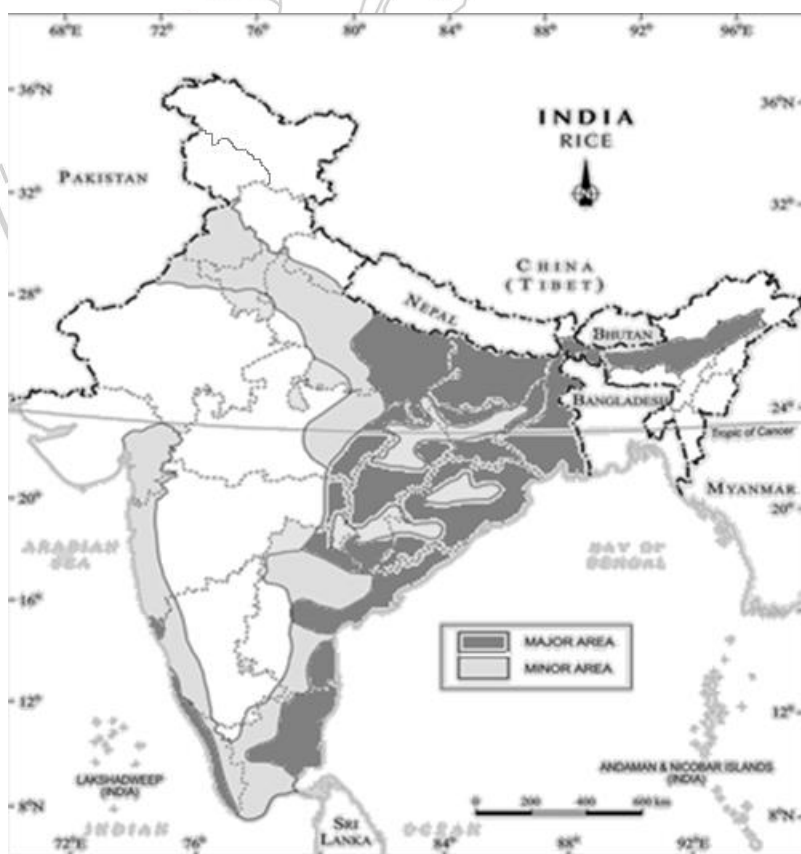 68°E 72° 76° 80° 84° 88° 92° 96°E
36°N
36°N
INDIA
RICE
N
PAKISTAN
32°
32°
CHINA
(TIBET)
28°
28°
NEPAL
BHUTAN
BANGLADESH
24°
Tropic of Cancer
MYANMAR
20°
20°
ARABIAN
SEA
BAY OF
BENGAL
16°
16°
MAJOR AREA
MINOR AREA
12°
12°
LAKSHADWEEP
(INDIA)
ANDAMAN & NICOBAR ISLANDS
(INDIA)
0 200 400 600 km
8°N
8°N
SRI
LANKA
INDIAN OCEAN
72°E 76° 80° 84° 88° 92°E